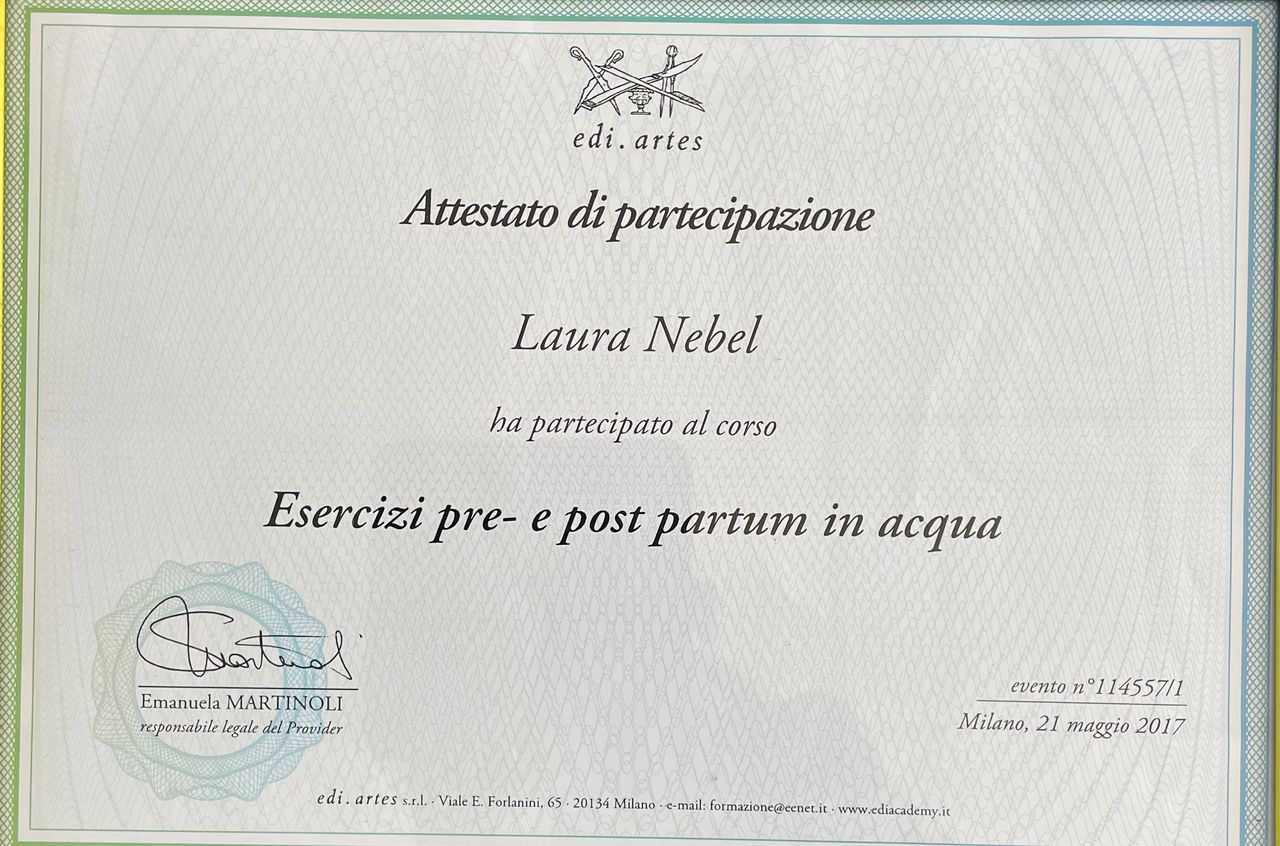 edi.artes
Attestato di partecipazione
Laura Nebel
ha partecipato al corso
Esercizi pre- e post partum in acqua
Emanuela MARTINOLI
responsabile legale del Provider
evento n°114557/1
Milano, 21 maggio 2017
edi.artes s.r.l. · Viale E. Forlanini, 65 · 20134 Milano · e-mail: formazione@eenet.it · www.ediacademy.it